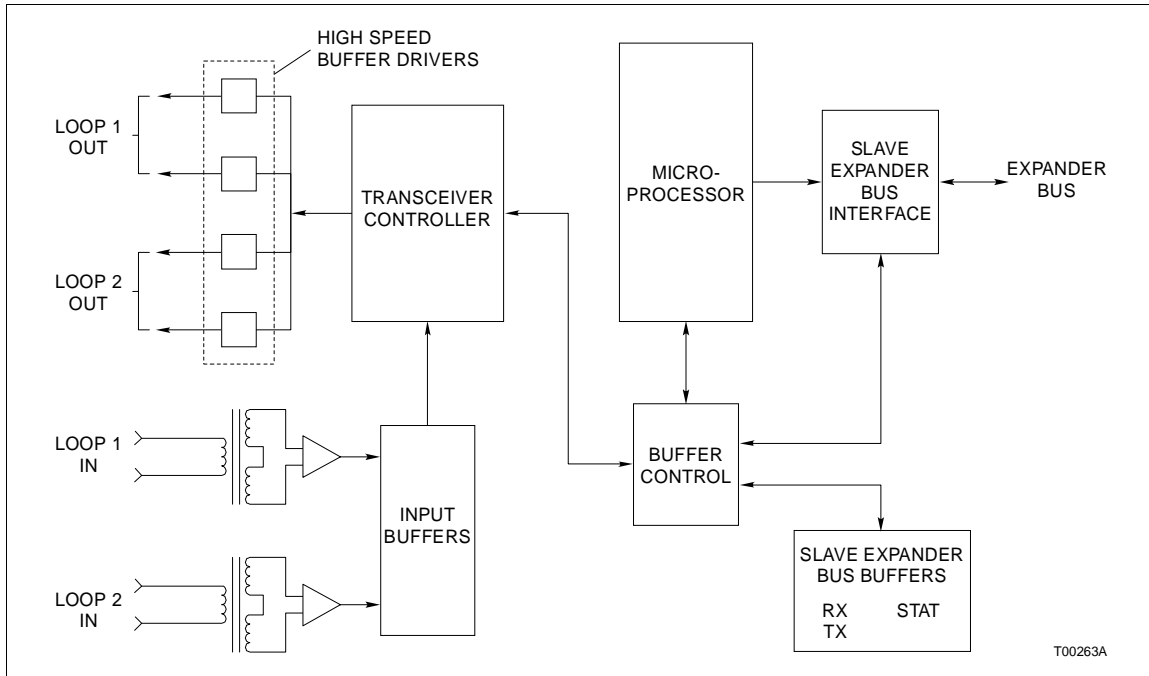 HIGH SPEED
BUFFER DRIVERS
LOOP 1
OUT
LOOP 2
OUT
TRANSCEIVER
CONTROLLER
MICRO-
PROCESSOR
SLAVE
EXPANDER
BUS
INTERFACE
EXPANDER
BUS
LOOP 1
IN
LOOP 2
IN
INPUT
BUFFERS
BUFFER
CONTROL
SLAVE EXPANDER
BUS BUFFERS
RX STAT
TX
T00263A